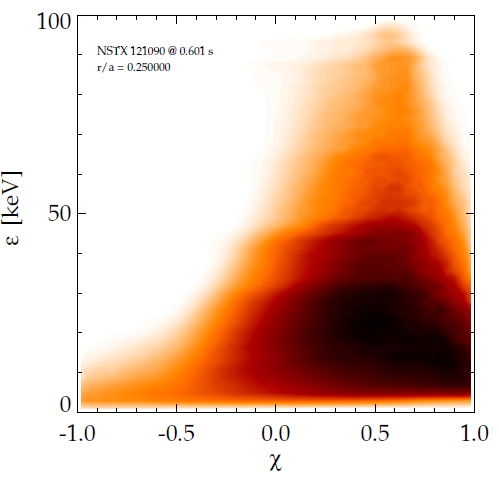 100
NSTX 121090 @ 0.601 s
r/a = 0.250000
ε [keV]
50
0
-1.0 -0.5 0.0 0.5 1.0
χ